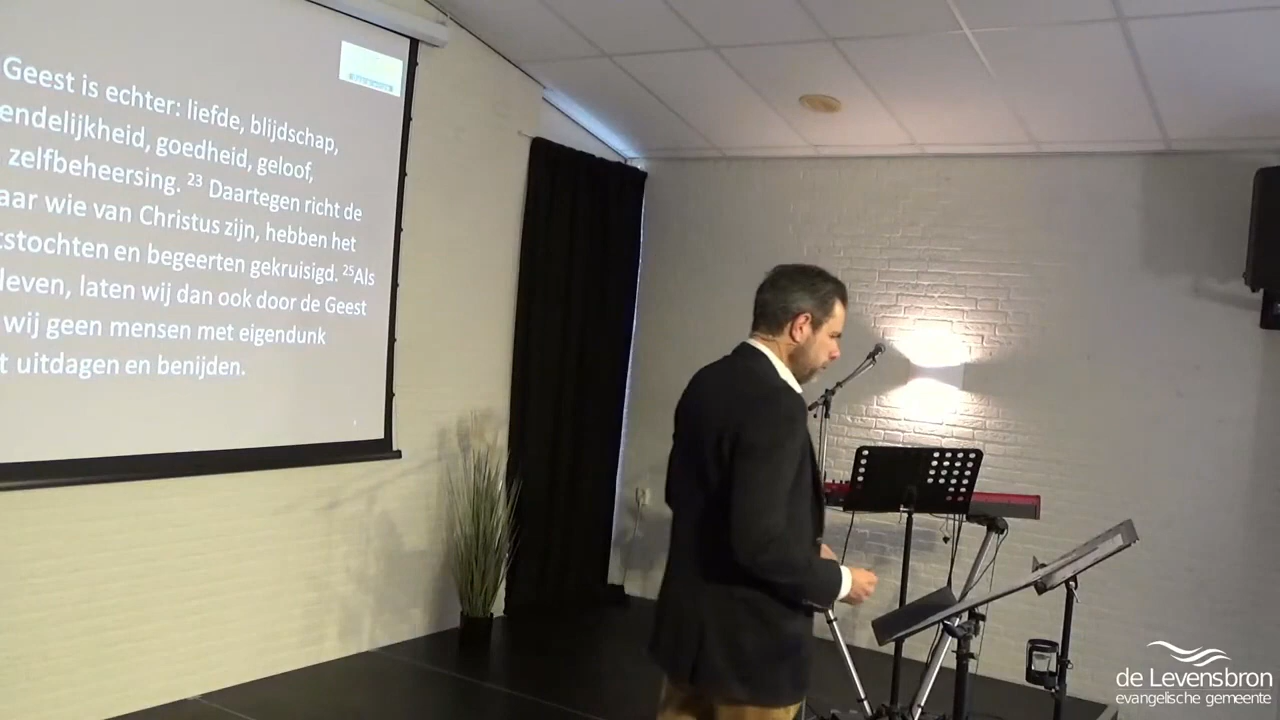 Geest is echter: liefde, blijdschap,
endelijkheid, goedheid, geloof,
zelfbeheersing. ²³ Daartegen richt de
aar wie van Christus zijn, hebben het
tstochten en begeerten gekruisigd. ²⁵Als
leven, laten wij dan ook door de Geest
wij geen mensen met eigendunk
t uitdagen en benijden.
de Levensbron
evangelische gemeente